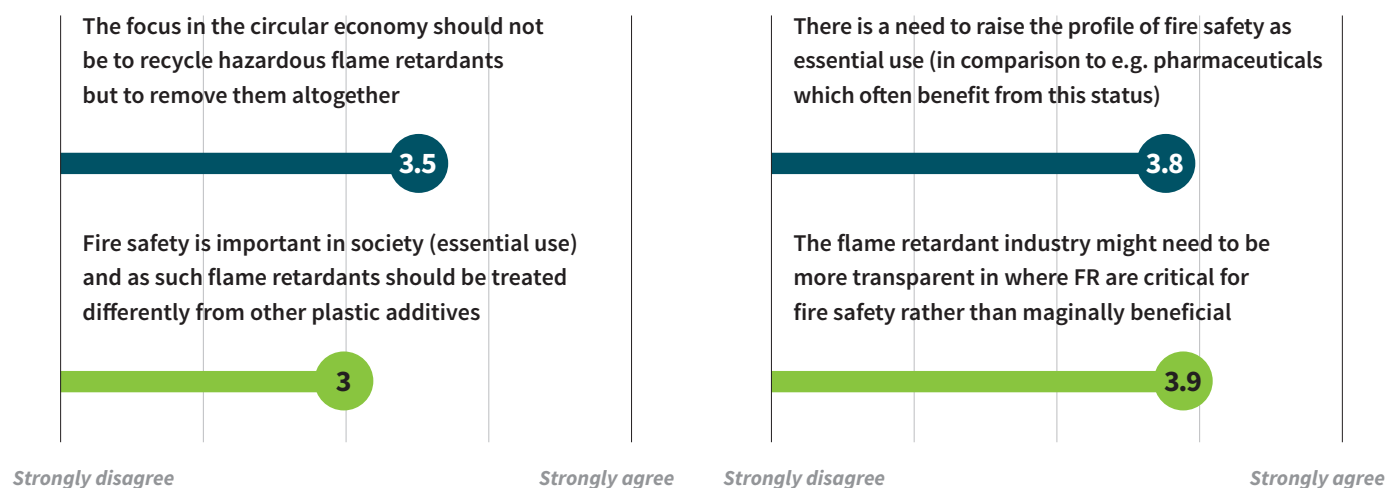 The focus in the circular economy should not
be to recycle hazardous flame retardants
but to remove them altogether
3.5
Fire safety is important in society (essential use)
and as such flame retardants should be treated
differently from other plastic additives
3
Strongly disagree
Strongly agree
There is a need to raise the profile of fire safety as
essential use (in comparison to e.g. pharmaceuticals
which often benefit from this status)
3.8
The flame retardant industry might need to be
more transparent in where FR are critical for
fire safety rather than maginally beneficial
3.9
Strongly disagree
Strongly agree